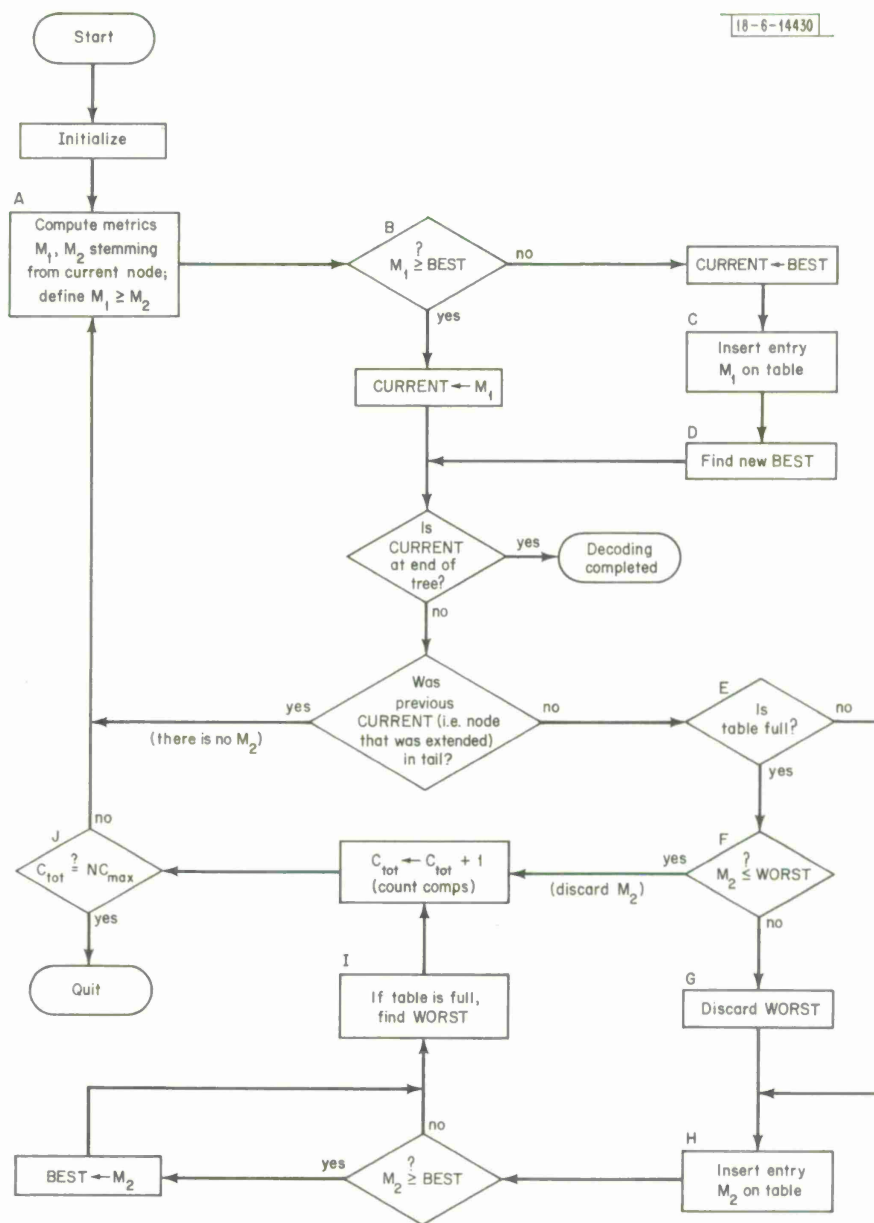 18-6-14430
Start
Initialize
A
Compute metrics
M₁, M₂ stemming
from current node;
define M₁ ≥ M₂
B
?
M₁ ≥ BEST
no
yes
CURRENT ← BEST
C
Insert entry
M₁ on table
CURRENT ← M₁
D
Find new BEST
Is
CURRENT
at end of
tree?
yes
Decoding
completed
no
Was
previous
CURRENT (i.e. node
that was extended)
in tail?
yes
(there is no M₂)
no
E
Is
table full?
no
yes
F
?
M₂ ≤ WORST
yes
(discard M₂)
no
C_tot ← C_tot + 1
(count comps)
J
no
?
C_tot = NC_max
yes
Quit
I
If table is full,
find WORST
G
Discard WORST
H
Insert entry
M₂ on table
?
M₂ ≥ BEST
no
yes
BEST ← M₂